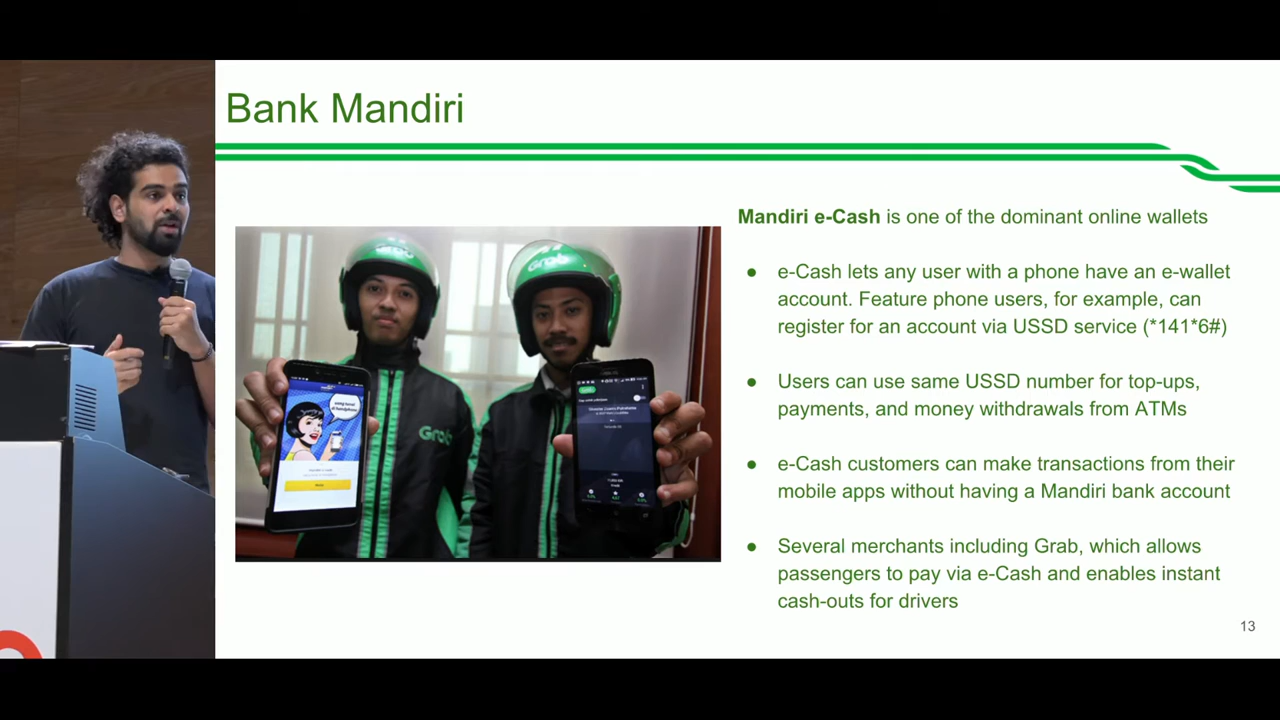 Bank Mandiri
Mandiri e-Cash is one of the dominant online wallets
● e-Cash lets any user with a phone have an e-wallet
account. Feature phone users, for example, can
register for an account via USSD service (*141*6#)
● Users can use same USSD number for top-ups,
payments, and money withdrawals from ATMs
● e-Cash customers can make transactions from their
mobile apps without having a Mandiri bank account
● Several merchants including Grab, which allows
passengers to pay via e-Cash and enables instant
cash-outs for drivers
Grab
Grab
Grab
13